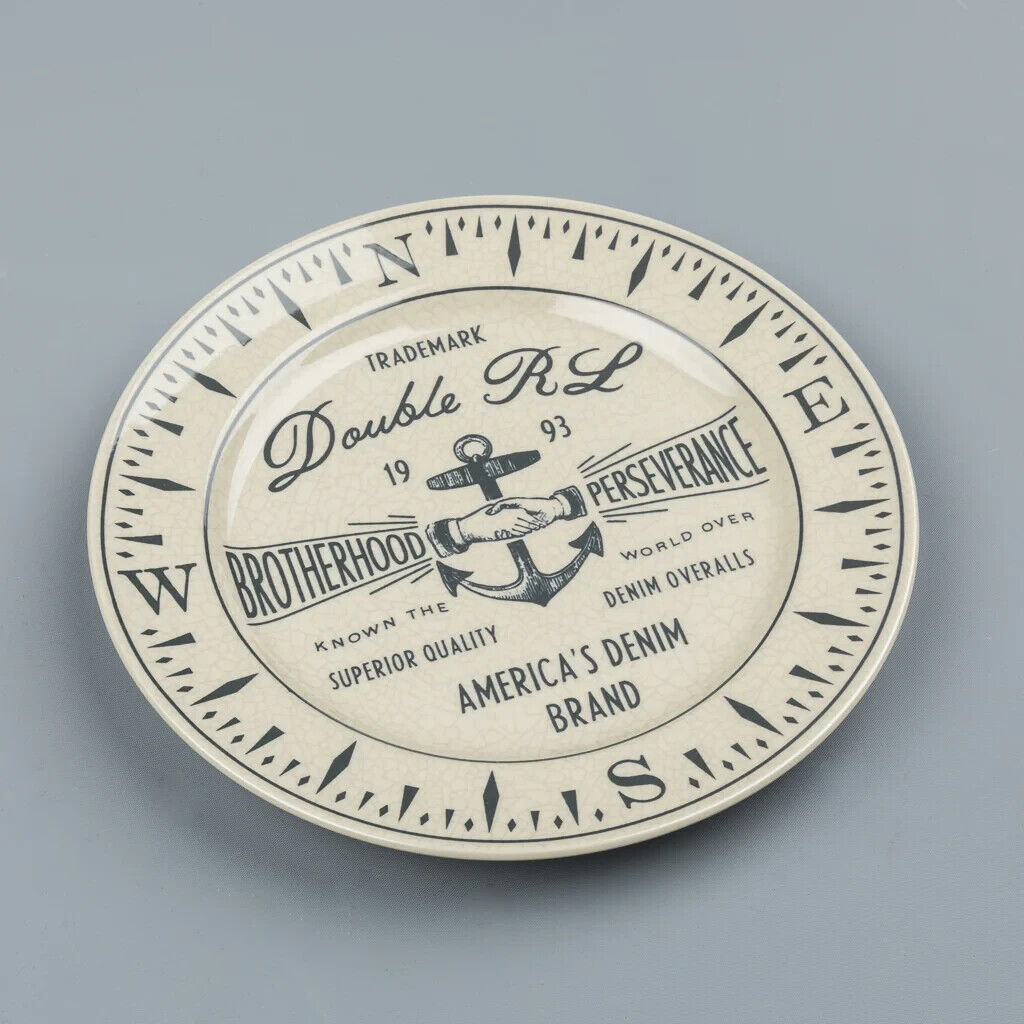 N
TRADEMARK
Double RL
19 93
BROTHERHOOD PERSEVERANCE
KNOWN THE WORLD OVER
SUPERIOR QUALITY DENIM OVERALLS
AMERICA'S DENIM
BRAND
E
S
W